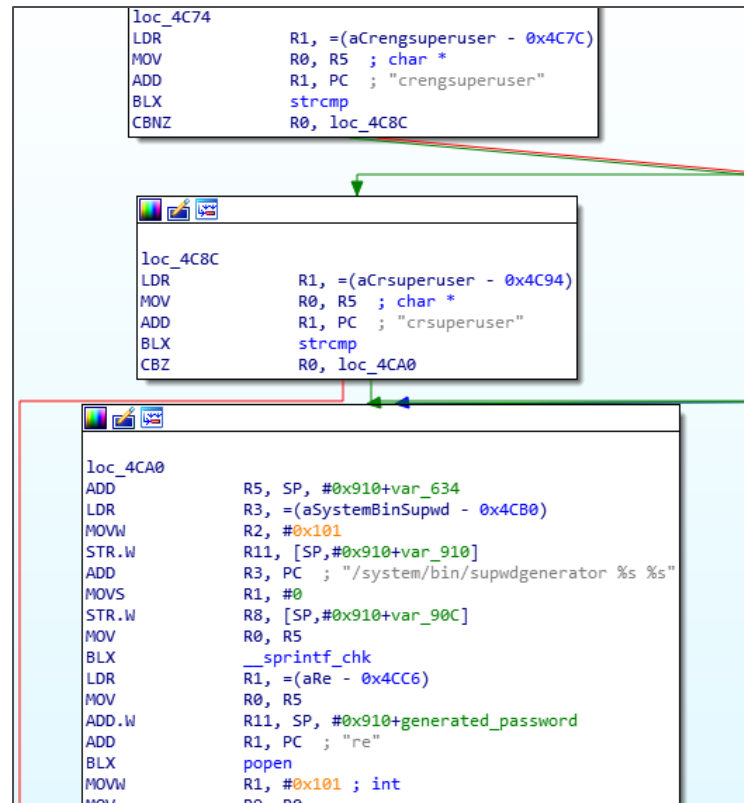 loc_4C74
LDR R1, =(aCrengsuperuser - 0x4C7C)
MOV R0, R5 ; char *
ADD R1, PC ; "crengsuperuser"
BLX strcmp
CBNZ R0, loc_4C8C
loc_4C8C
LDR R1, =(aCrsuperuser - 0x4C94)
MOV R0, R5 ; char *
ADD R1, PC ; "crsuperuser"
BLX strcmp
CBZ R0, loc_4CA0
loc_4CA0
ADD R5, SP, #0x910+var_634
LDR R3, =(aSystemBinSupwd - 0x4CB0)
MOVW R2, #0x101
STR.W R11, [SP,#0x910+var_910]
ADD R3, PC ; "/system/bin/supwdgenerator %s %s"
MOVS R1, #0
STR.W R8, [SP,#0x910+var_90C]
MOV R0, R5
BLX __sprintf_chk
LDR R1, =(aRe - 0x4CC6)
MOV R0, R5
ADD.W R11, SP, #0x910+generated_password
ADD R1, PC ; "re"
BLX popen
MOVW R1, #0x101 ; int